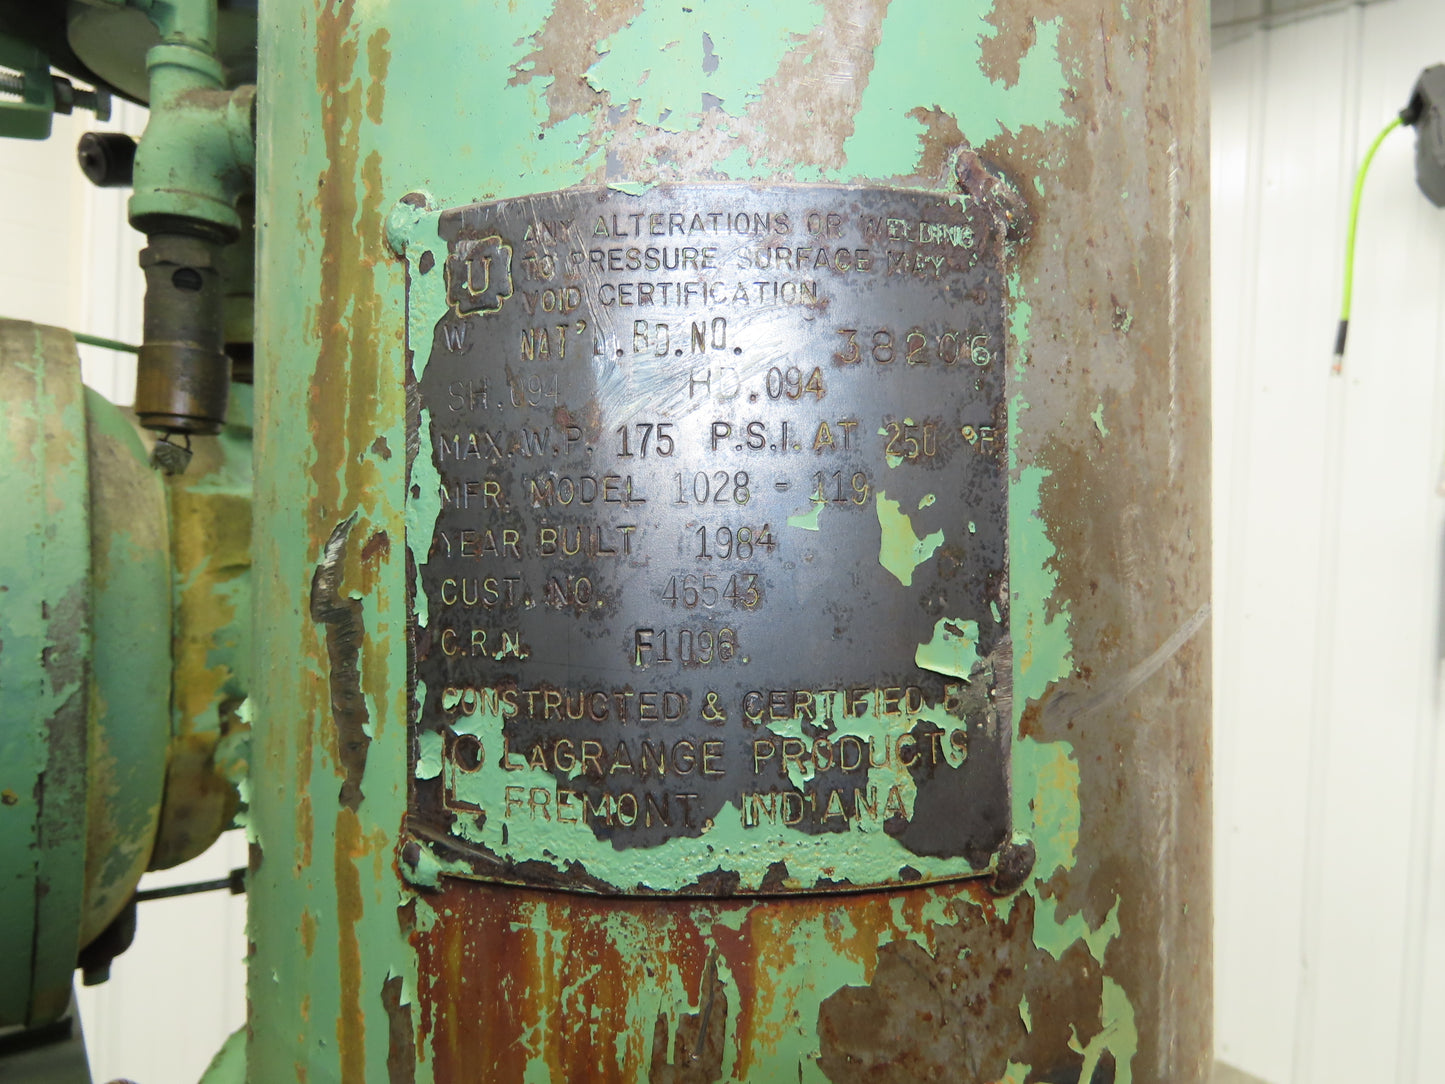 ANY ALTERATIONS OR WELDING
U TO PRESSURE SURFACE MAY
VOID CERTIFICATION
W NAT'L.BD.NO. 38206
SH.094 HD.094
MAX.W.P. 175 P.S.I. AT 250 °F
MFR. MODEL 1028 - 119
YEAR BUILT 1984
CUST. NO. 46543
C.R.N. F1096.
CONSTRUCTED & CERTIFIED B
LAGRANGE PRODUCTS
FREMONT, INDIANA